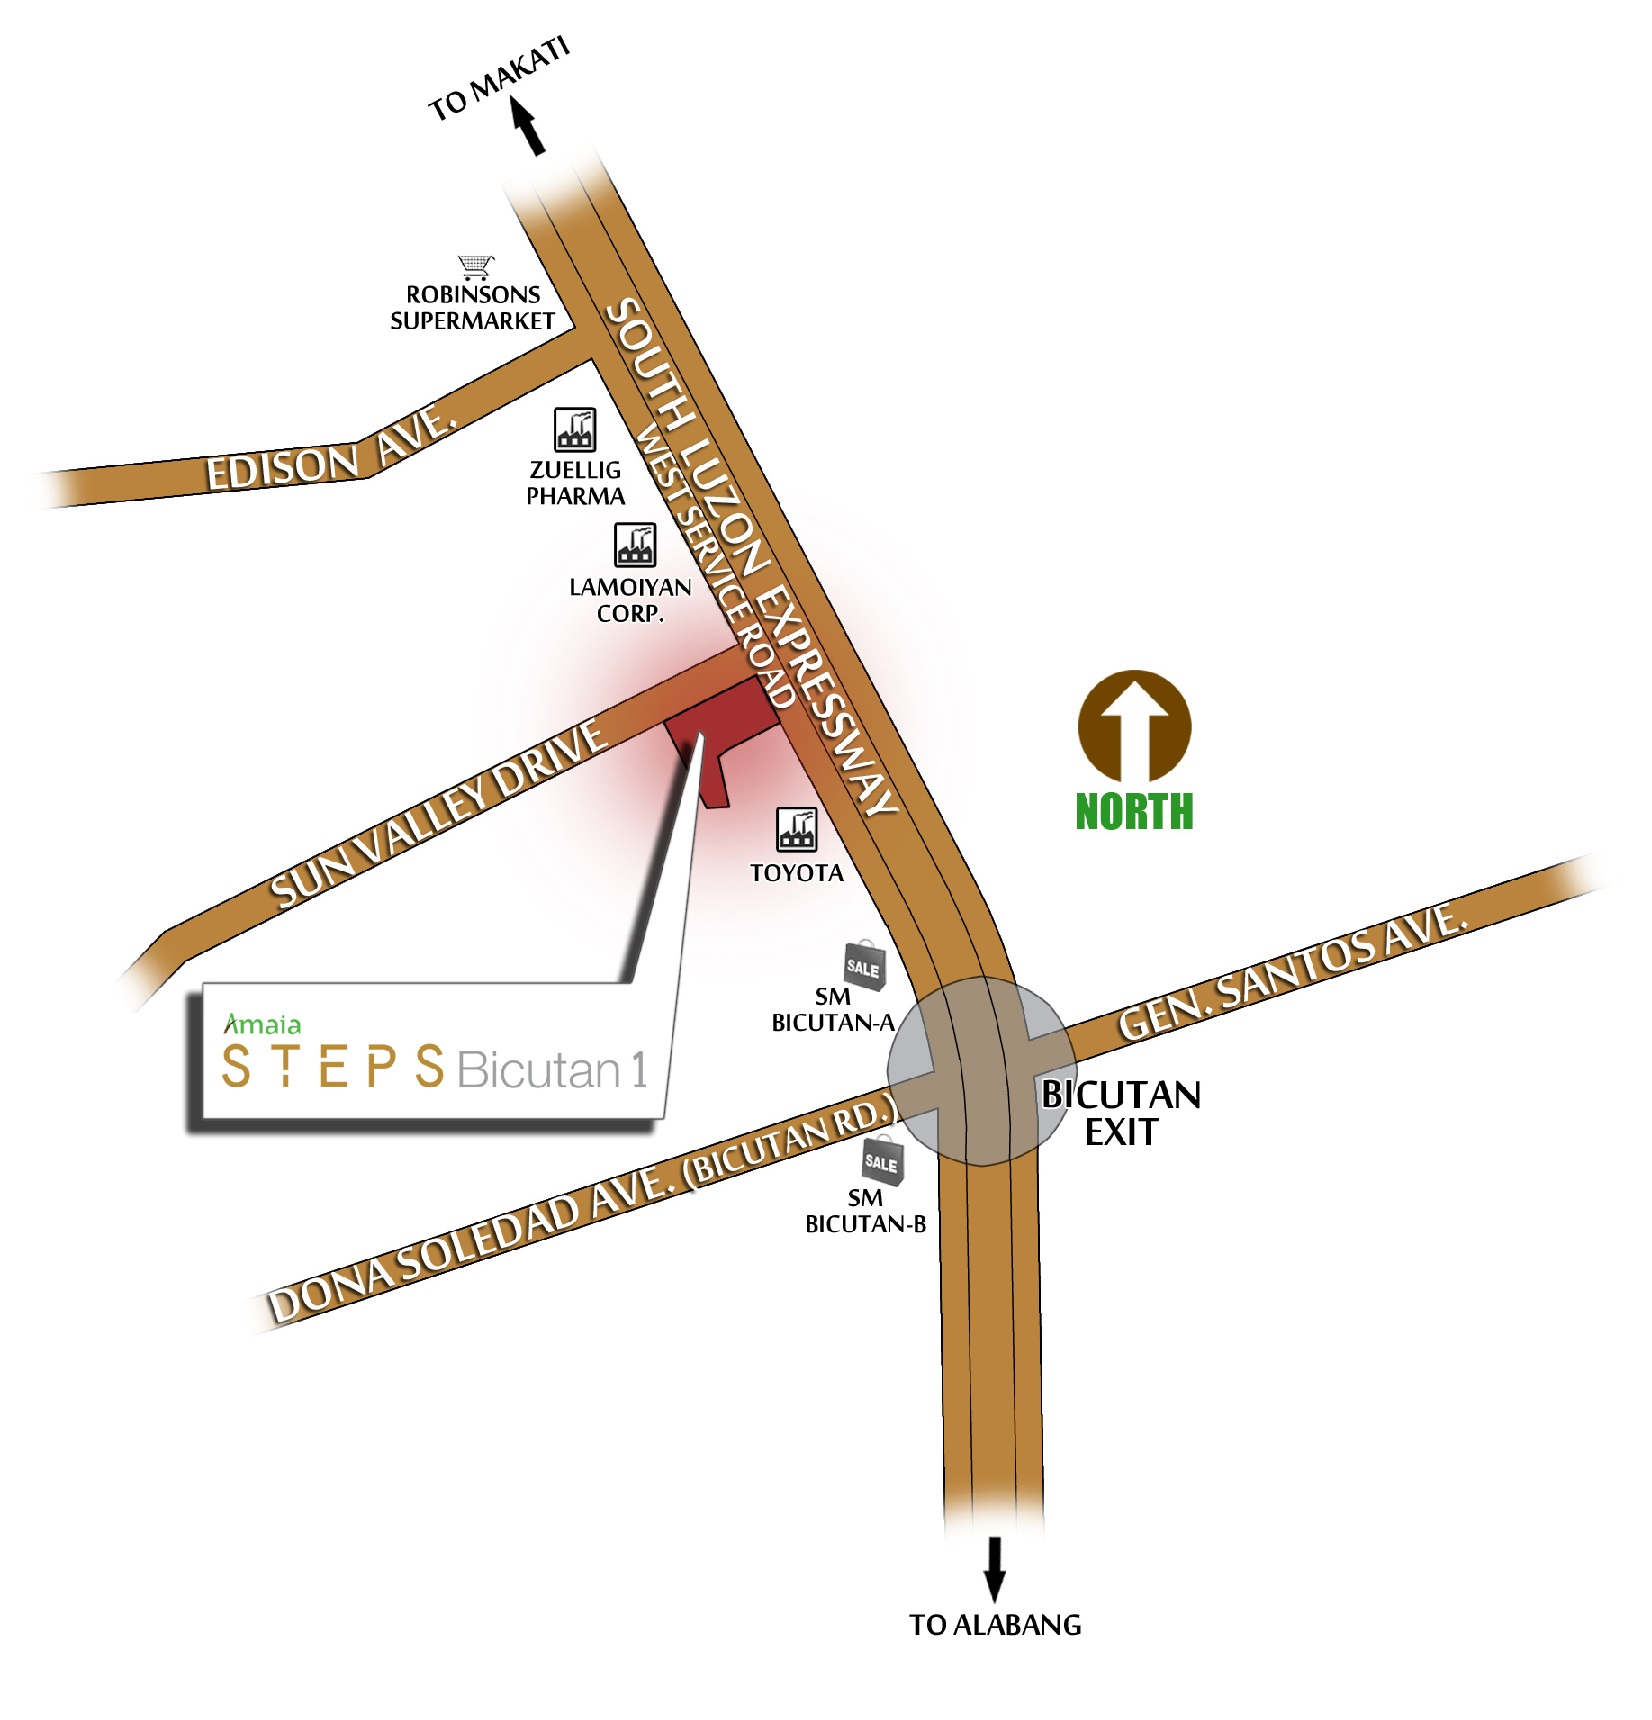 TO MAKATI
ROBINSONS
SUPERMARKET
SOUTH LUZON EXPRESSWAY
WEST SERVICE ROAD
EDISON AVE.
ZUELLIG
PHARMA
LAMOIYAN
CORP.
SUN VALLEY DRIVE
NORTH
TOYOTA
GEN. SANTOS AVE.
SALE
SM
BICUTAN-A
Amaia
STEPS Bicutan 1
BICUTAN
EXIT
DONA SOLEDAD AVE. (BICUTAN RD.)
SALE
SM
BICUTAN-B
TO ALABANG